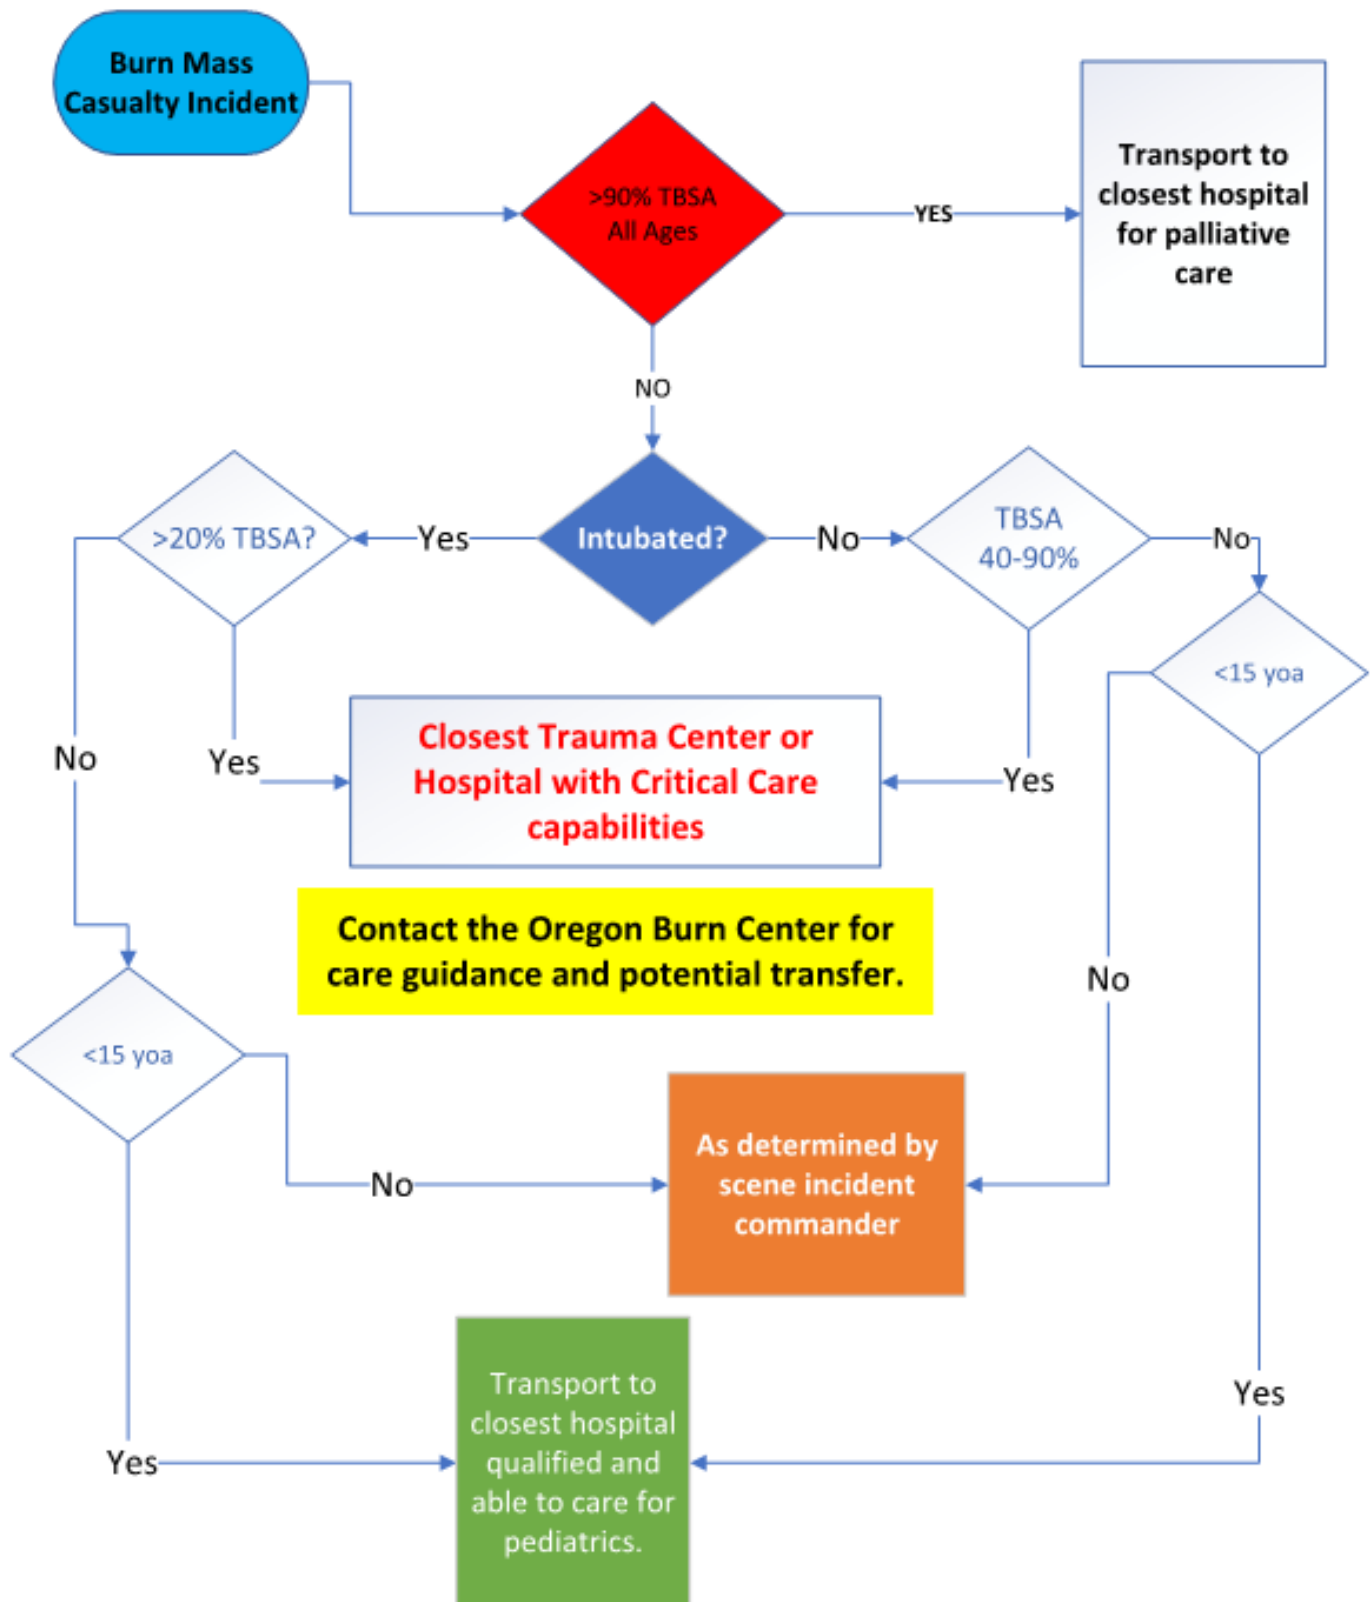 Burn Mass
Casualty Incident
>90% TBSA
All Ages
YES
Transport to
closest hospital
for palliative
care
NO
>20% TBSA?
Yes
Intubated?
No
TBSA
40-90%
No
<15 yoa
No
Yes
Closest Trauma Center or
Hospital with Critical Care
capabilities
Yes
Contact the Oregon Burn Center for
care guidance and potential transfer.
No
<15 yoa
No
As determined by
scene incident
commander
Yes
Transport to
closest hospital
qualified and
able to care for
pediatrics.
Yes